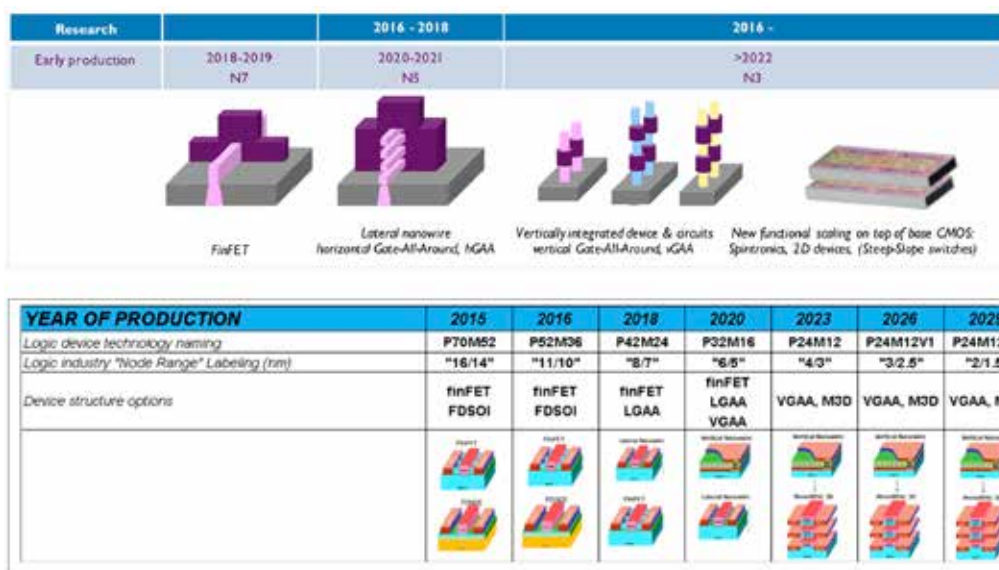 Research 2016 - 2018 2016 -
Early production 2018-2019 2020-2021 >2022
N7 N5 N3
FinFET
Lateral nanowire
horizontal Gate-All-Around, hGAA
Vertically integrated device & circuits
vertical Gate-All-Around, vGAA
New functional scaling on top of base CMOS:
Spintronics, 2D devices, (Steep-Slope switches)
YEAR OF PRODUCTION 2015 2016 2018 2020 2023 2026
Logic device technology naming P70M52 P52M36 P42M24 P32M16 P24M12 P24M12V1
Logic industry "Node Range" Labeling (nm) "16/14" "11/10" "8/7" "6/5" "4/3" "3/2.5" "2/1.5
Device structure options
finFET finFET finFET finFET
FDSOI FDSOI LGAA LGAA VGAA, M3D VGAA, M3D VGAA,
VGAA